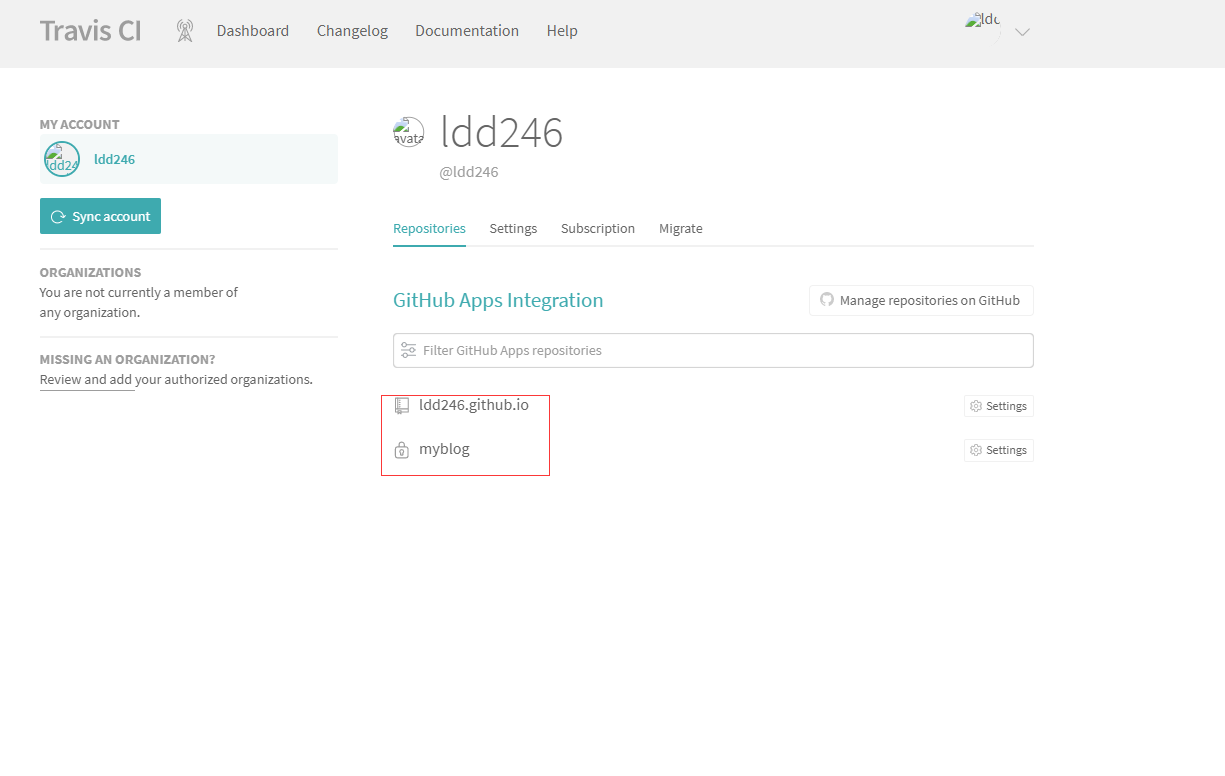 Travis CI Dashboard Changelog Documentation Help ldc
MY ACCOUNT
ldd24 ldd246
Sync account
ORGANIZATIONS
You are not currently a member of
any organization.
MISSING AN ORGANIZATION?
Review and add your authorized organizations.
avata ldd246
@ldd246
Repositories Settings Subscription Migrate
GitHub Apps Integration Manage repositories on GitHub
Filter GitHub Apps repositories
ldd246.github.io Settings
myblog Settings